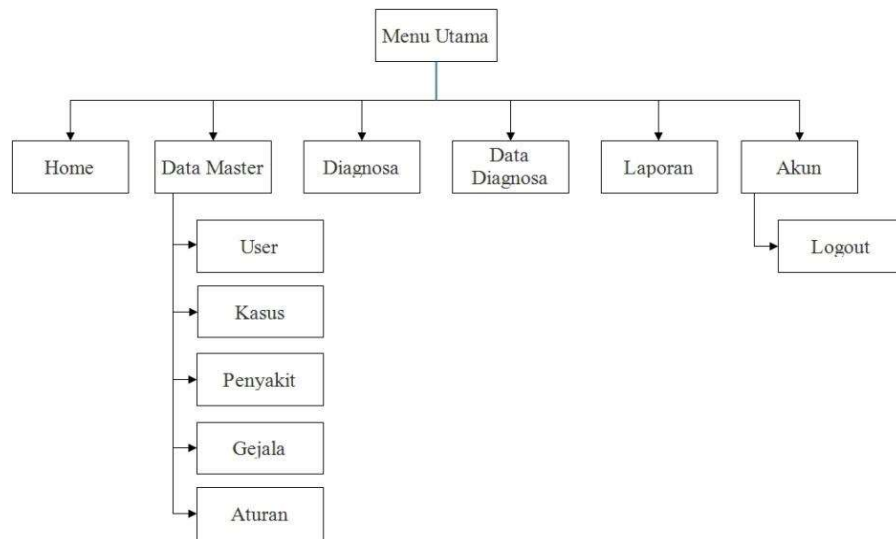 Menu Utama
Home
Data Master
Diagnosa
Data
Diagnosa
Laporan
Akun
User
Logout
Kasus
Penyakit
Gejala
Aturan